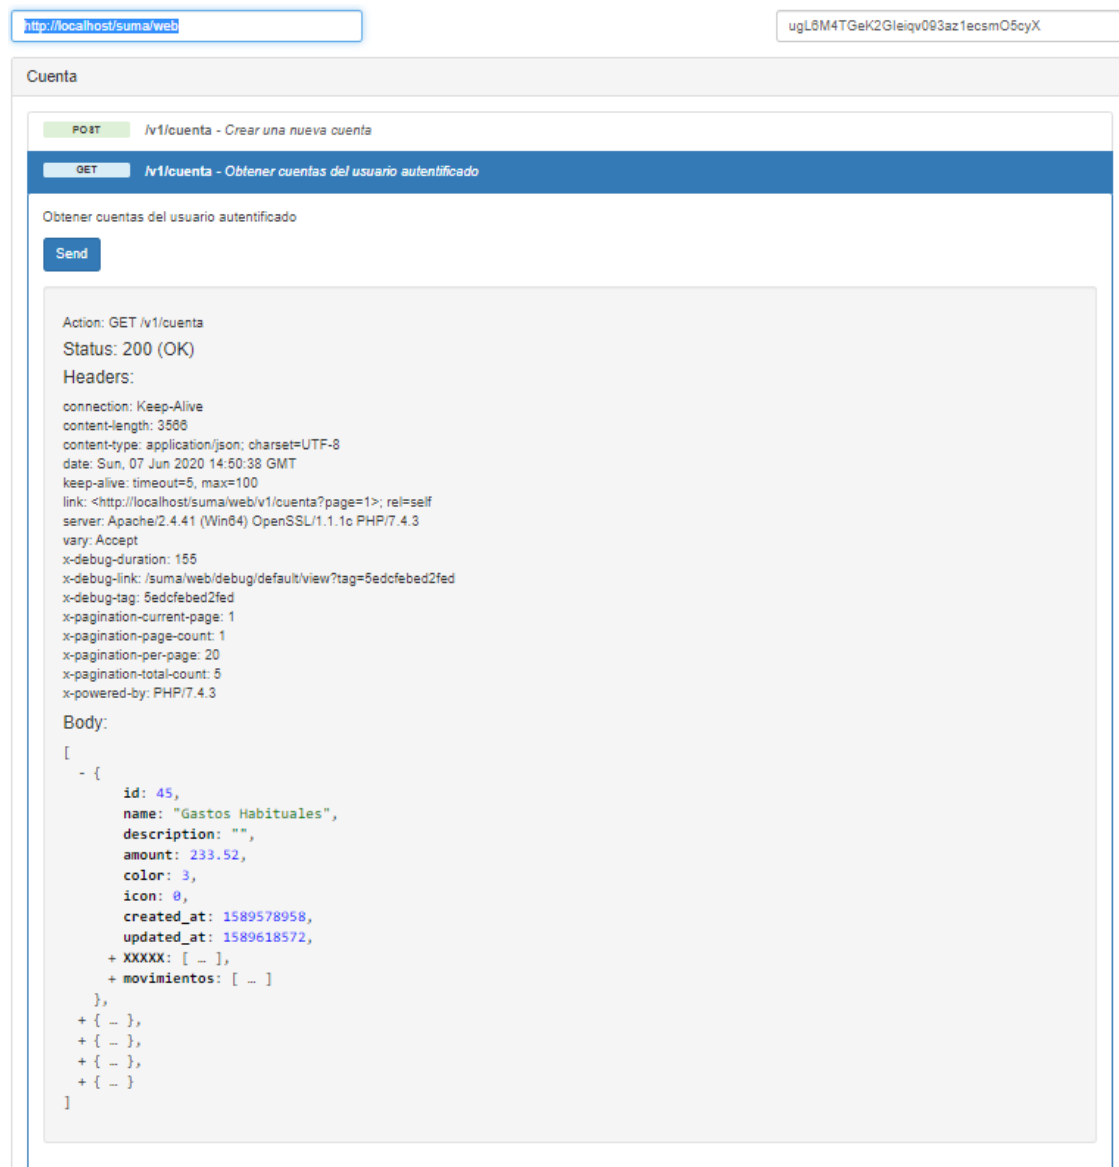 http://localhost/suma/web
ugL6M4TGeK2GIeiqv093az1ecsmO5cyX
Cuenta
POST /v1/cuenta - Crear una nueva cuenta
GET /v1/cuenta - Obtener cuentas del usuario autentificado
Obtener cuentas del usuario autentificado
Send
Action: GET /v1/cuenta
Status: 200 (OK)
Headers:
connection: Keep-Alive
content-length: 3566
content-type: application/json; charset=UTF-8
date: Sun, 07 Jun 2020 14:50:38 GMT
keep-alive: timeout=5, max=100
link: <http://localhost/suma/web/v1/cuenta?page=1>; rel=self
server: Apache/2.4.41 (Win64) OpenSSL/1.1.1c PHP/7.4.3
vary: Accept
x-debug-duration: 155
x-debug-link: /suma/web/debug/default/view?tag=5edcfebed2fed
x-debug-tag: 5edcfebed2fed
x-pagination-current-page: 1
x-pagination-page-count: 1
x-pagination-per-page: 20
x-pagination-total-count: 5
x-powered-by: PHP/7.4.3
Body:
[
- {
id: 45,
name: "Gastos Habituales",
description: "",
amount: 233.52,
color: 3,
icon: 0,
created_at: 1589578958,
updated_at: 1589618572,
+ XXXXX: [ … ],
+ movimientos: [ … ]
},
+ { … },
+ { … },
+ { … },
+ { … }
]